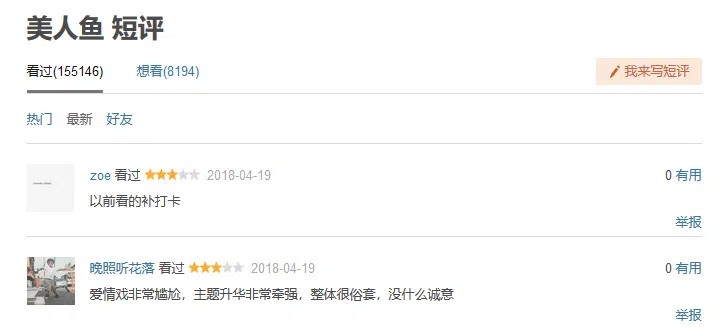 美人鱼 短评
看过(155146) 想看(8194) 我来写短评
热门 最新 好友
zoe 看过 2018-04-19 0 有用
以前看的补打卡
举报
晚照听花落 看过 2018-04-19 0 有用
爱情戏非常尴尬，主题升华非常牵强，整体很俗套，没什么诚意
举报